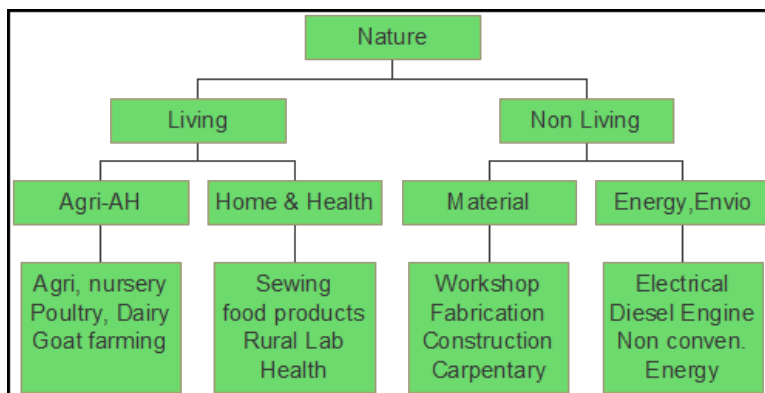 Nature
Living
Non Living
Agri-AH
Home & Health
Material
Energy,Envio
Agri, nursery
Poultry, Dairy
Goat farming
Sewing
food products
Rural Lab
Health
Workshop
Fabrication
Construction
Carpentary
Electrical
Diesel Engine
Non conven.
Energy